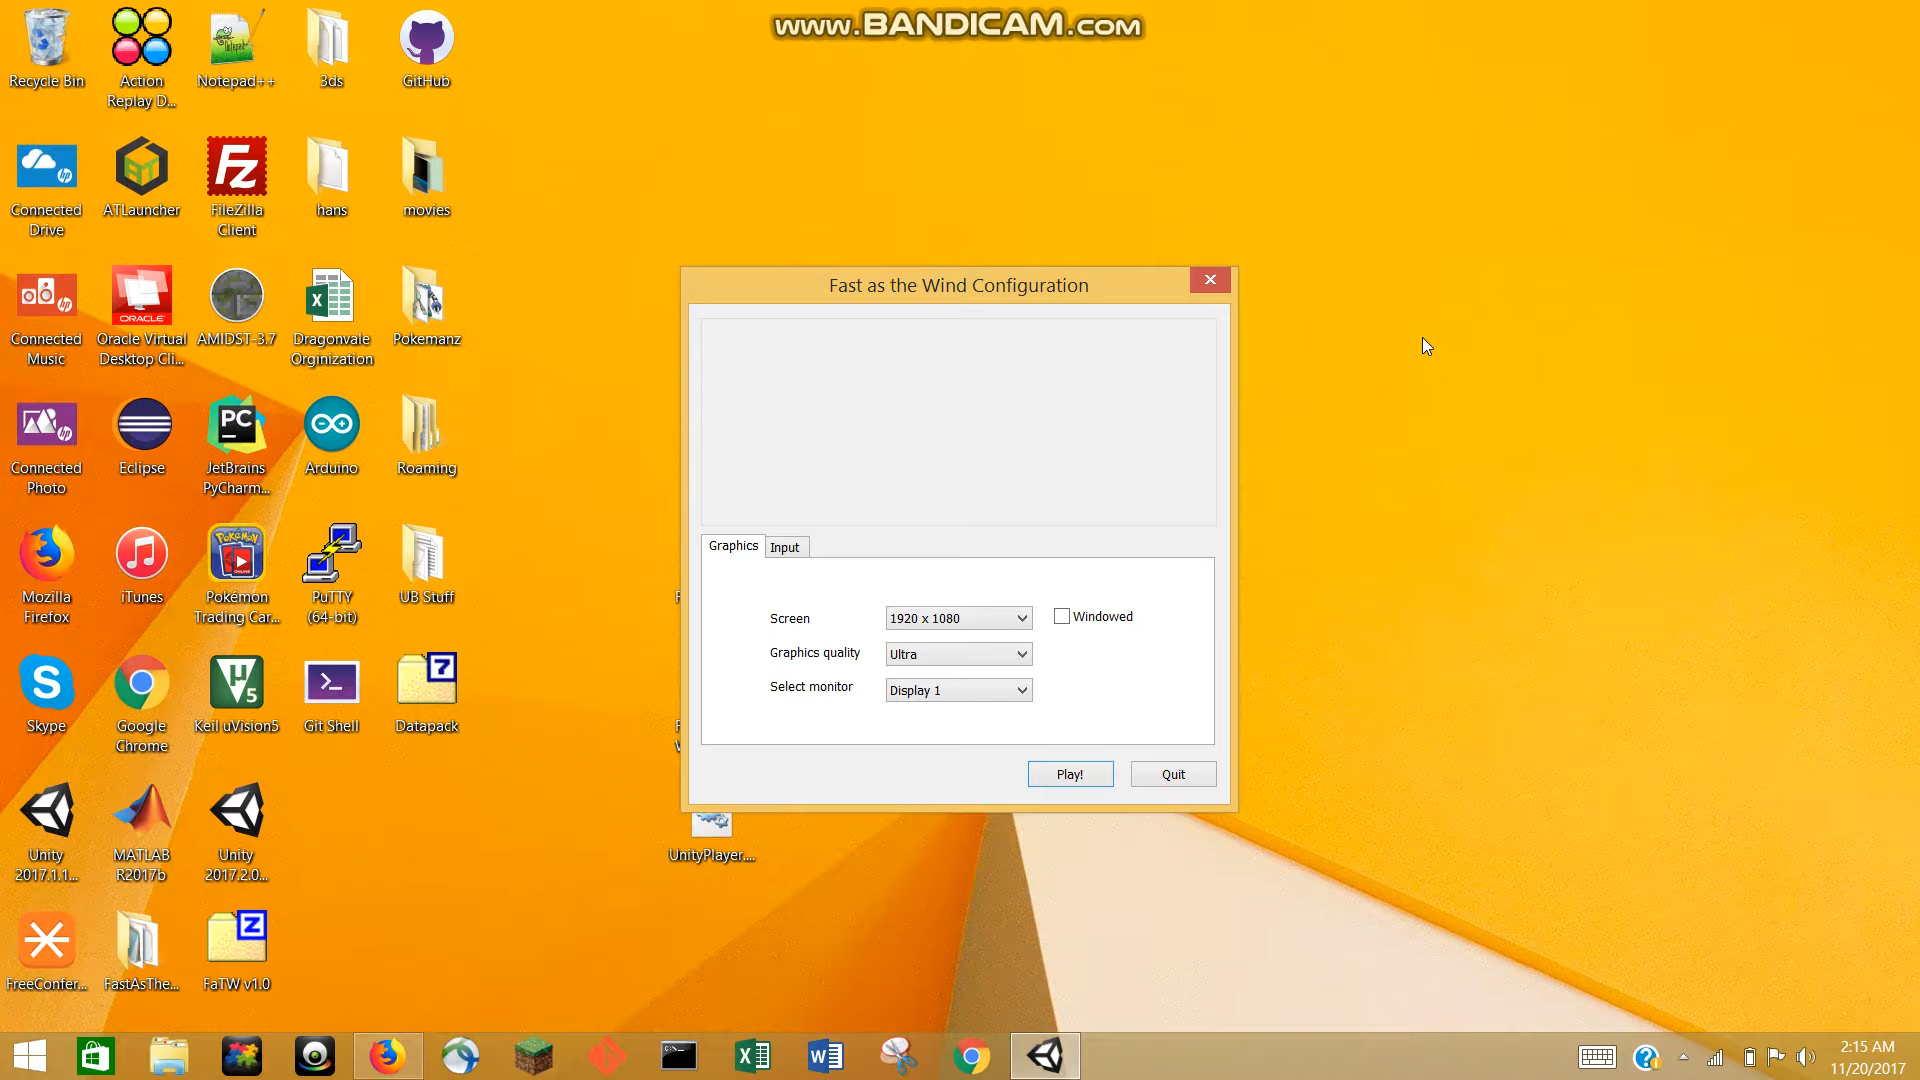 www.BANDICAM.com
Recycle Bin
Action
Replay D...
Notepad++
3ds
GitHub
Connected
Drive
ATLauncher
FileZilla
Client
hans
movies
Connected
Music
ORACLE
Oracle Virtual
Desktop Cli...
AMIDST-3.7
Dragonvale
Orginization
Pokemanz
Connected
Photo
Eclipse
PC
JetBrains
PyCharm...
Arduino
Roaming
Mozilla
Firefox
iTunes
Pokémon
Trading Car...
PuTTY
(64-bit)
UB Stuff
Skype
Google
Chrome
Keil uVision5
Git Shell
Datapack
Unity
2017.1.1...
MATLAB
R2017b
Unity
2017.2.0...
FreeConfer...
FastAsThe...
FaTW v1.0
UnityPlayer....
Fast as the Wind Configuration
Graphics
Input
Screen
1920 x 1080
Windowed
Graphics quality
Ultra
Select monitor
Display 1
Play!
Quit
2:15 AM
11/20/2017